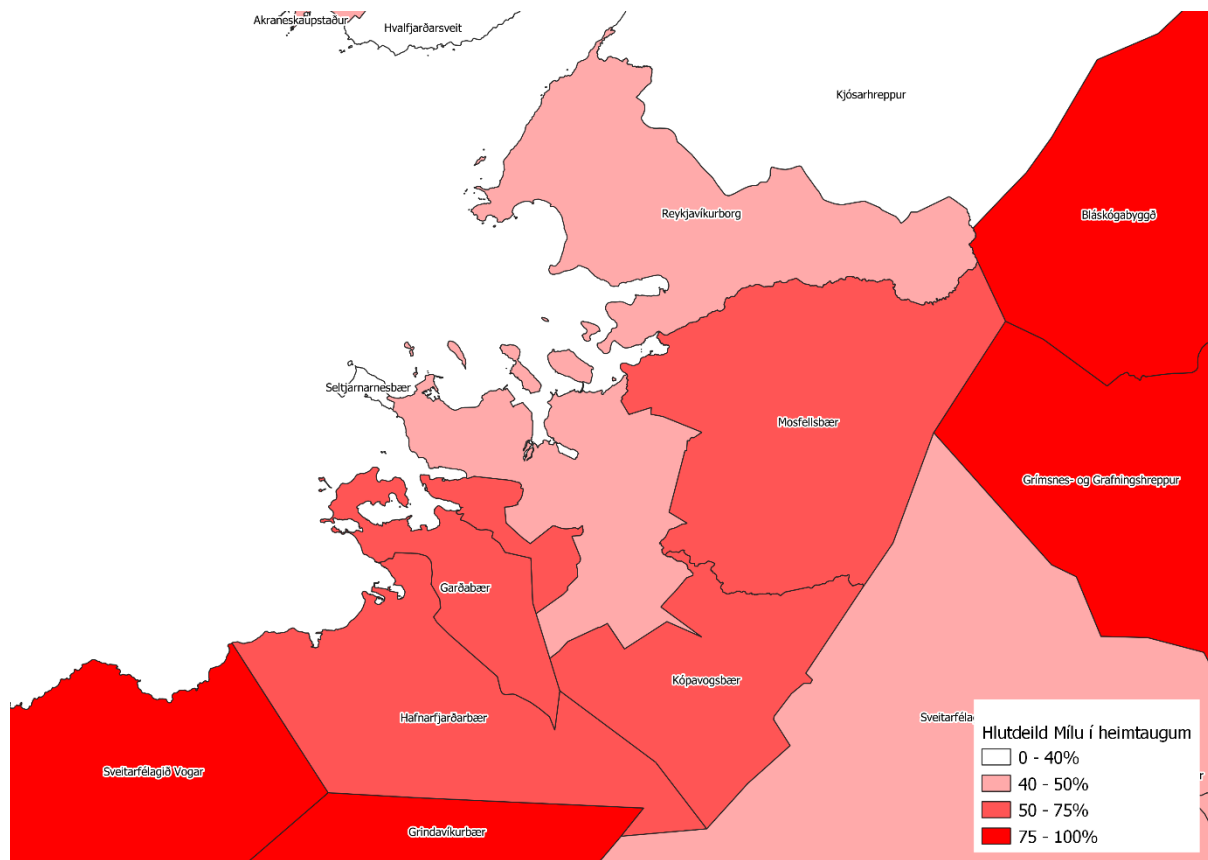 Akraneskaupstaður
Hvalfjarðarsveit
Kjósarhreppur
Reykjavíkurborg
Bláskógabyggð
Seltjarnarnesbær
Mosfellsbær
Grímsnes- og Grafningshreppur
Garðabær
Kópavogsbær
Hafnarfjarðarbær
Sveitarféla
Sveitarfélagið Vogar
Grindavíkurbær
r
Hlutdeild Mílu í heimtaugum
0 - 40%
40 - 50%
50 - 75%
75 - 100%